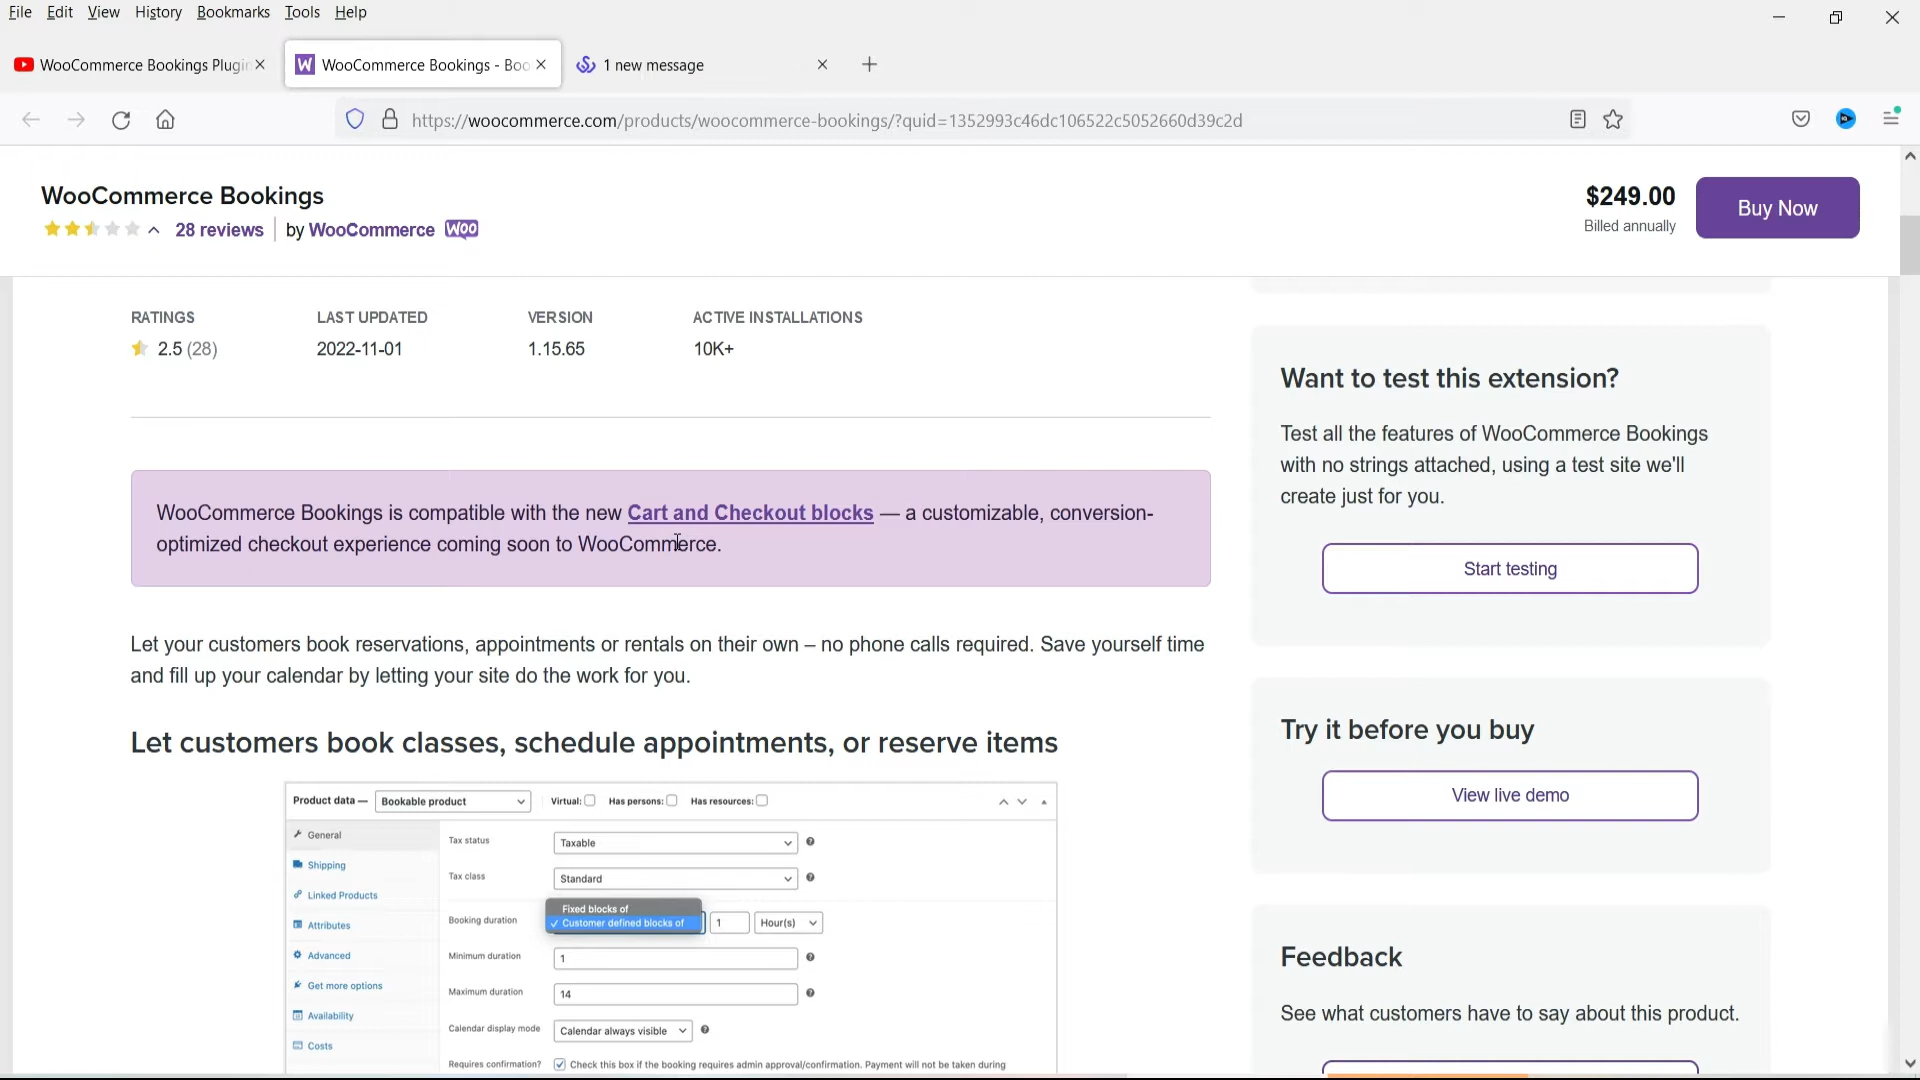 File Edit View History Bookmarks Tools Help
WooCommerce Bookings Plugin
WooCommerce Bookings - Boo
1 new message
https://woocommerce.com/products/woocommerce-bookings/?quid=1352993c46dc106522c5052660d39c2d
WooCommerce Bookings
28 reviews by WooCommerce WOO
$249.00
Billed annually
Buy Now
RATINGS LAST UPDATED VERSION ACTIVE INSTALLATIONS
2.5 (28) 2022-11-01 1.15.65 10K+
WooCommerce Bookings is compatible with the new Cart and Checkout blocks — a customizable, conversion-
optimized checkout experience coming soon to WooCommerce.
Let your customers book reservations, appointments or rentals on their own – no phone calls required. Save yourself time
and fill up your calendar by letting your site do the work for you.
Let customers book classes, schedule appointments, or reserve items
Product data — Bookable product Virtual: Has persons: Has resources:
General
Shipping
Linked Products
Attributes
Advanced
Get more options
Availability
Costs
Tax status Taxable
Tax class Standard
Fixed blocks of
Booking duration Customer defined blocks of 1 Hour(s)
Minimum duration 1
Maximum duration 14
Calendar display mode Calendar always visible
Requires confirmation? Check this box if the booking requires admin approval/confirmation. Payment will not be taken during
Want to test this extension?
Test all the features of WooCommerce Bookings
with no strings attached, using a test site we'll
create just for you.
Start testing
Try it before you buy
View live demo
Feedback
See what customers have to say about this product.